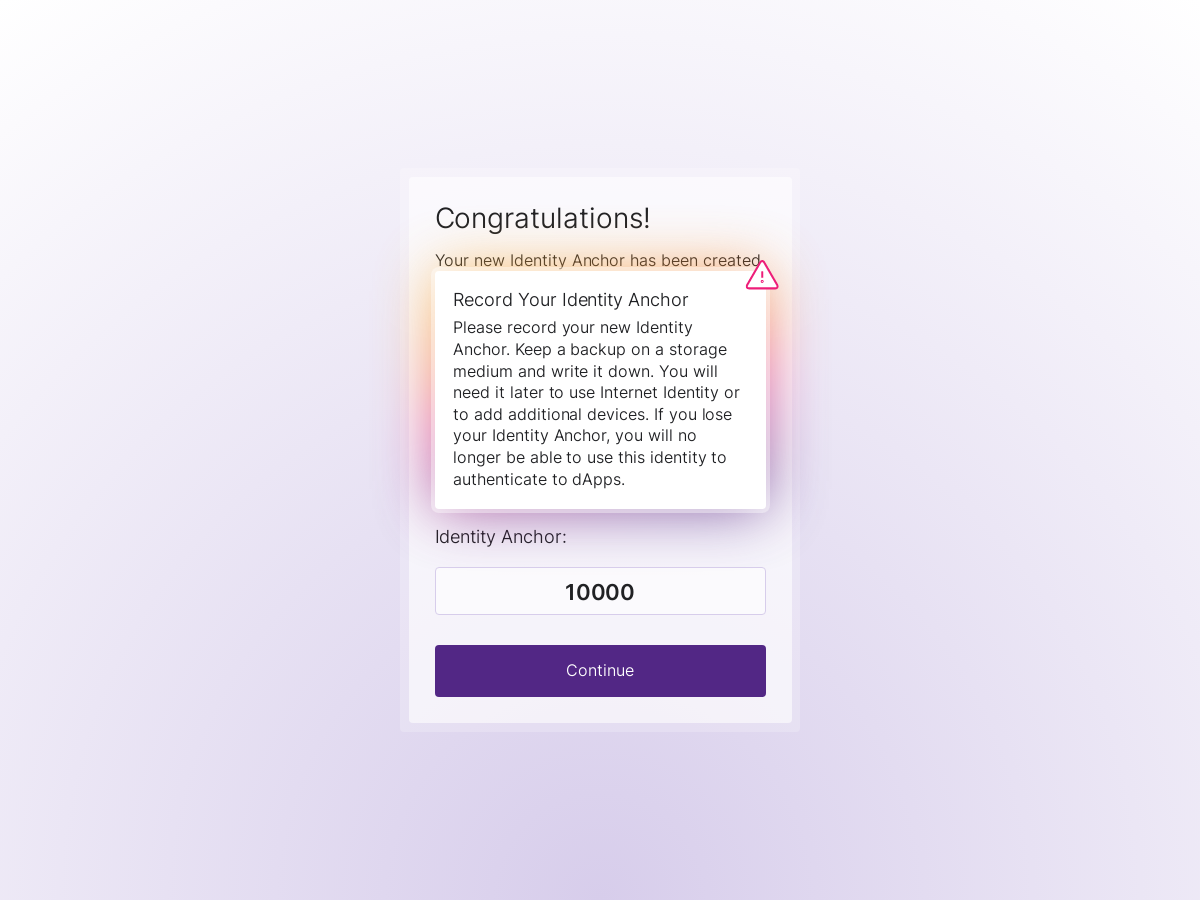 Congratulations!
Your new Identity Anchor has been created.
Record Your Identity Anchor
Please record your new Identity
Anchor. Keep a backup on a storage
medium and write it down. You will
need it later to use Internet Identity or
to add additional devices. If you lose
your Identity Anchor, you will no
longer be able to use this identity to
authenticate to dApps.
Identity Anchor:
10000
Continue